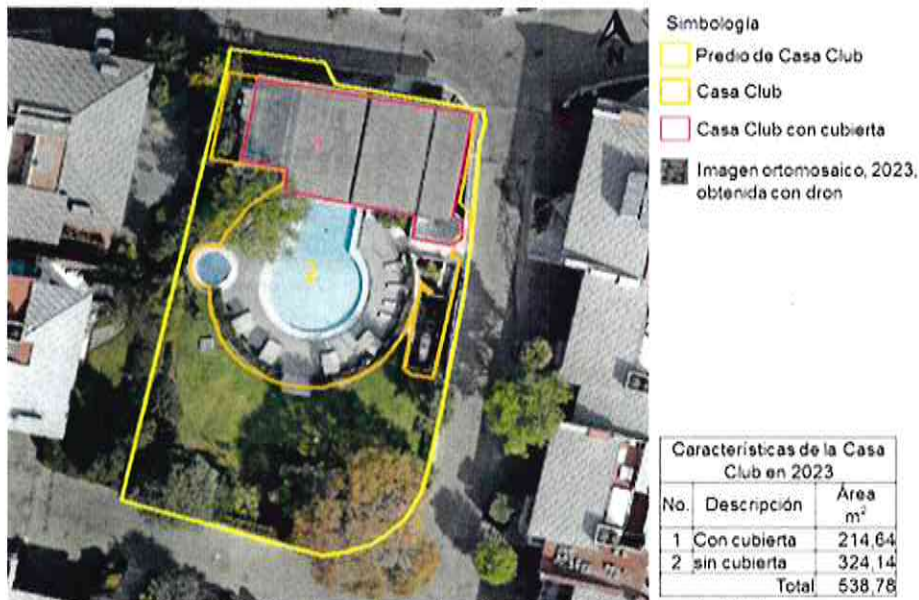 N
Simbología
Predio de Casa Club
Casa Club
Casa Club con cubierta
Imagen ortomosaico, 2023,
obtenida con dron
1
2
Características de la Casa
Club en 2023
No. Descripción Área m²
1 Con cubierta 214,64
2 sin cubierta 324,14
Total 538,78